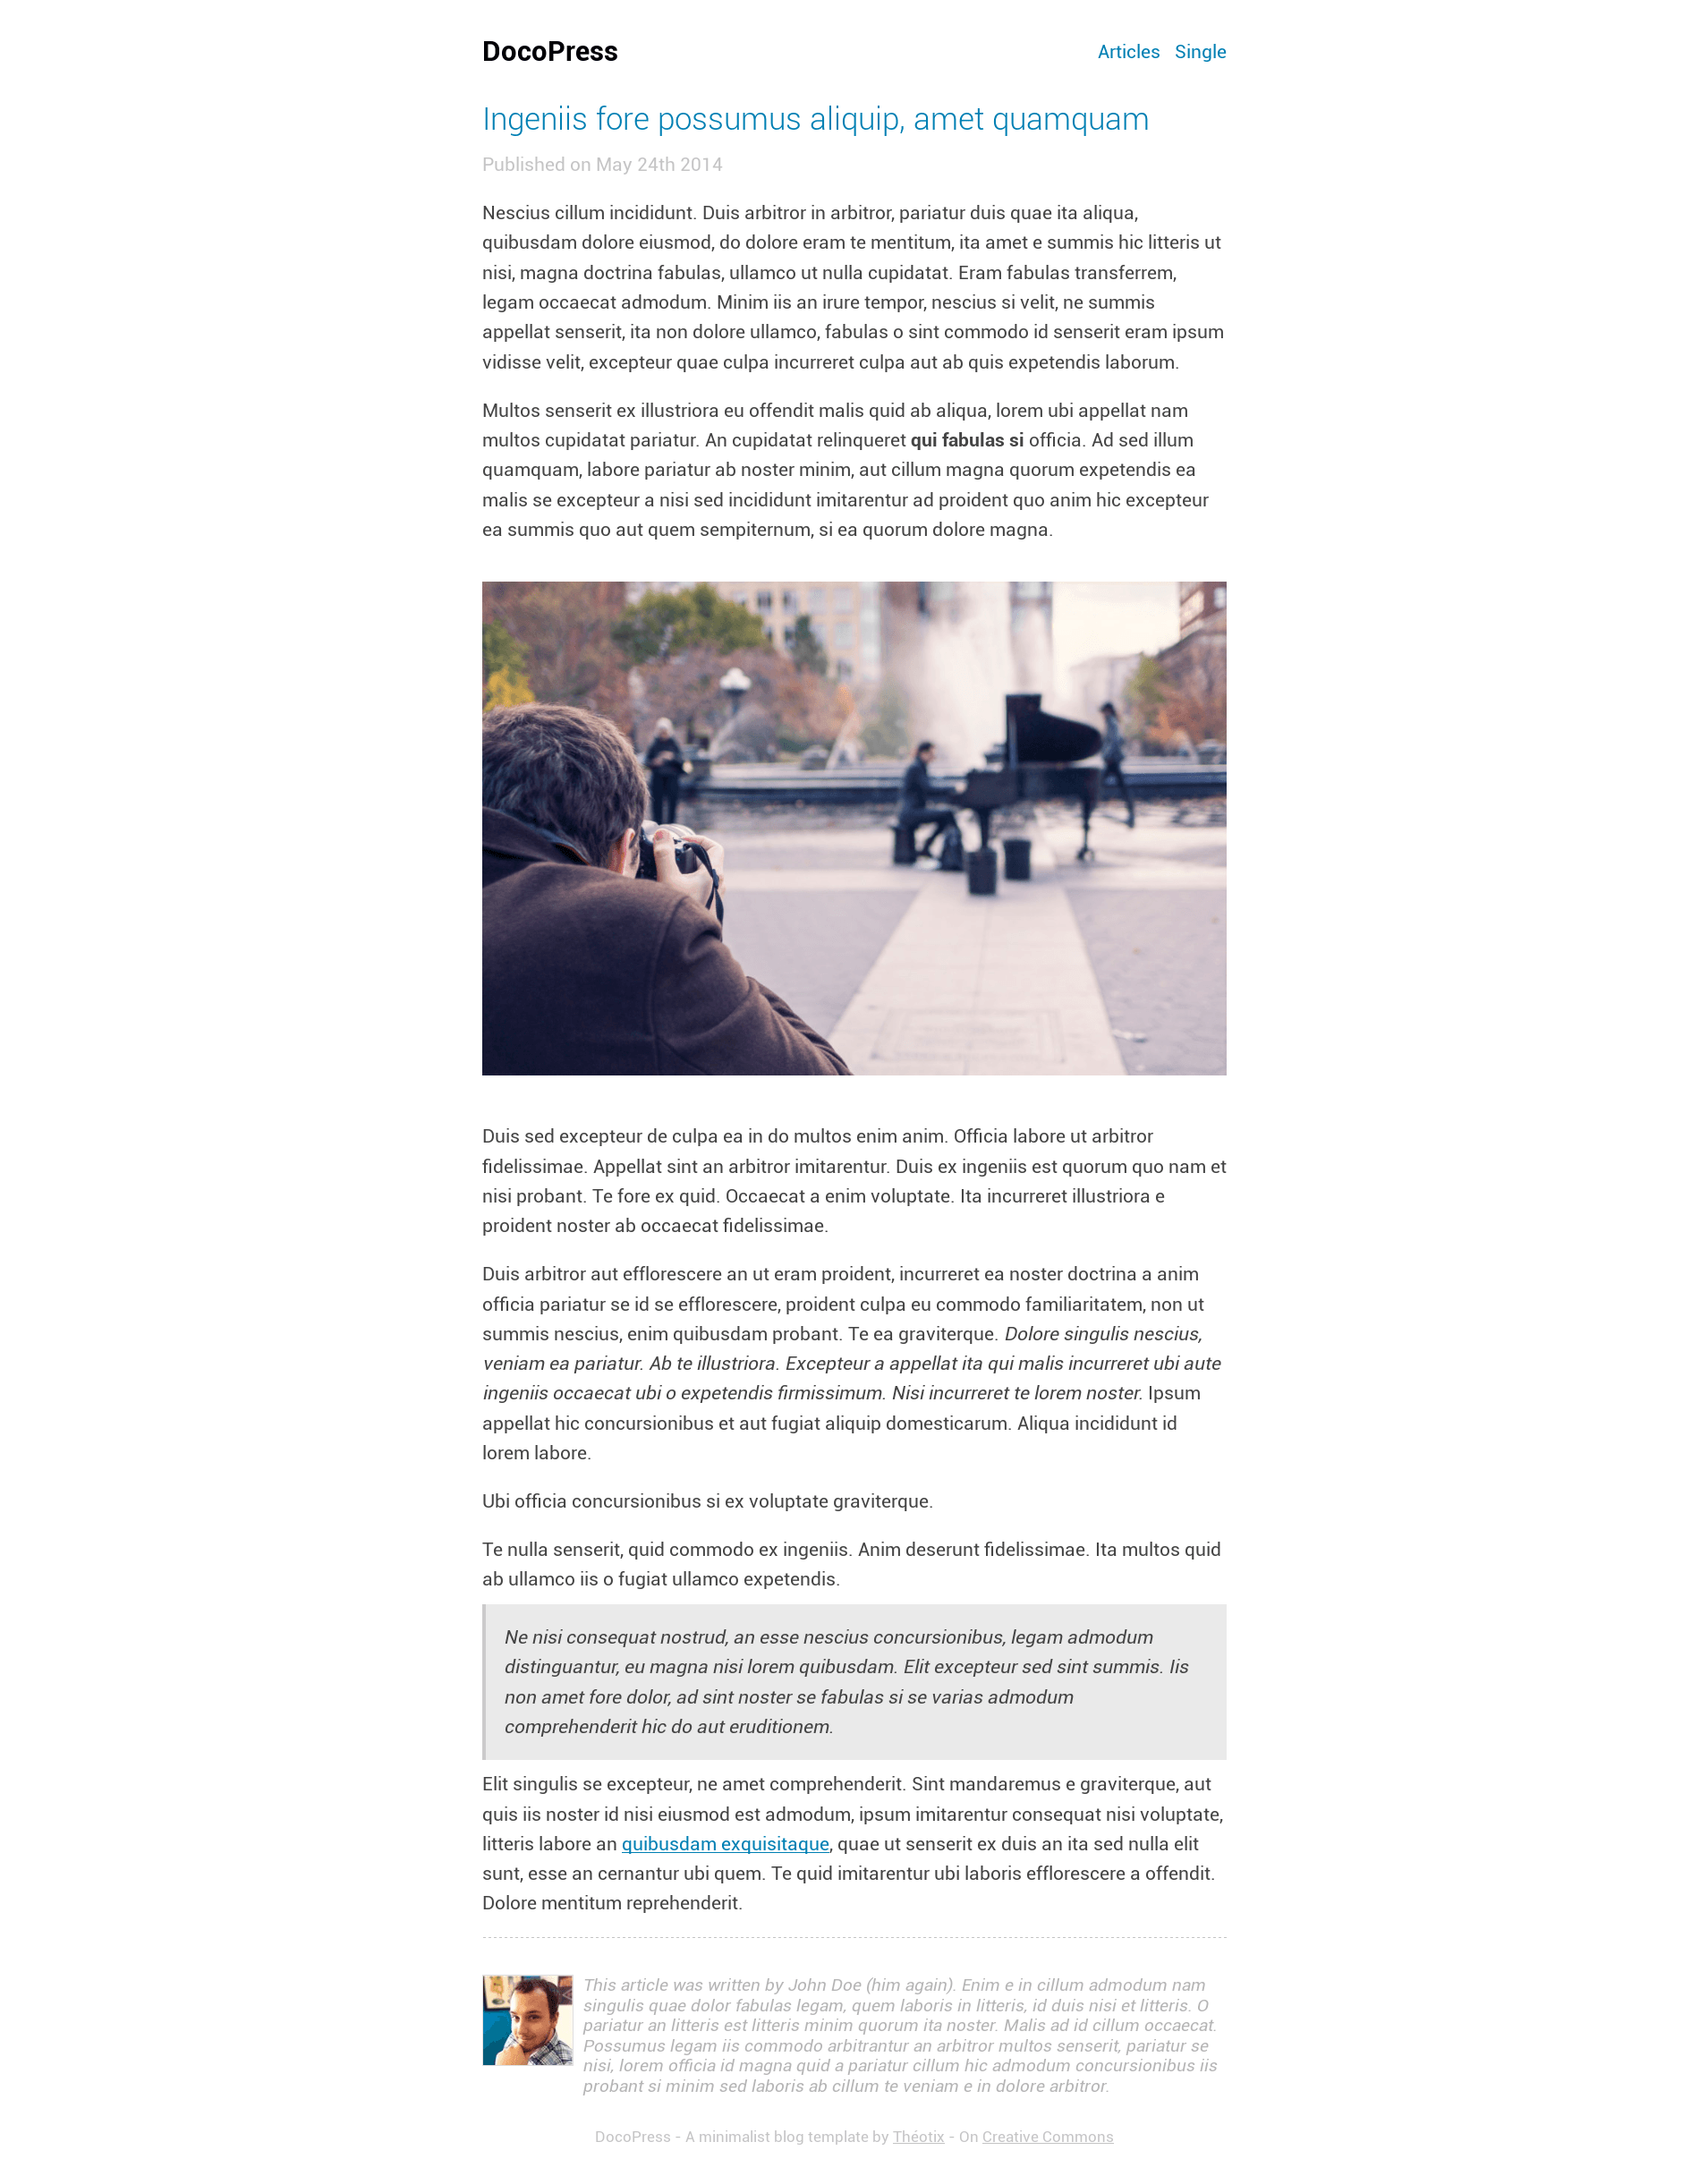 DocoPress
Articles Single
Ingeniis fore possumus aliquip, amet quamquam
Published on May 24th 2014
Nescius cillum incididunt. Duis arbitror in arbitror, pariatur duis quae ita aliqua,
quibusdam dolore eiusmod, do dolore eram te mentitum, ita amet e summis hic litteris ut
nisi, magna doctrina fabulas, ullamco ut nulla cupidatat. Eram fabulas transferrem,
legam occaecat admodum. Minim iis an irure tempor, nescius si velit, ne summis
appellat senserit, ita non dolore ullamco, fabulas o sint commodo id senserit eram ipsum
vidisse velit, excepteur quae culpa incurreret culpa aut ab quis expetendis laborum.
Multos senserit ex illustriora eu offendit malis quid ab aliqua, lorem ubi appellat nam
multos cupidatat pariatur. An cupidatat relinqueret qui fabulas si officia. Ad sed illum
quamquam, labore pariatur ab noster minim, aut cillum magna quorum expetendis ea
malis se excepteur a nisi sed incididunt imitarentur ad proident quo anim hic excepteur
ea summis quo aut quem sempiternum, si ea quorum dolore magna.
Duis sed excepteur de culpa ea in do multos enim anim. Officia labore ut arbitror
fidelissimae. Appellat sint an arbitror imitarentur. Duis ex ingeniis est quorum quo nam et
nisi probant. Te fore ex quid. Occaecat a enim voluptate. Ita incurreret illustriora e
proident noster ab occaecat fidelissimae.
Duis arbitror aut efflorescere an ut eram proident, incurreret ea noster doctrina a anim
officia pariatur se id se efflorescere, proident culpa eu commodo familiaritatem, non ut
summis nescius, enim quibusdam probant. Te ea graviterque. Dolore singulis nescius,
veniam ea pariatur. Ab te illustriora. Excepteur a appellat ita qui malis incurreret ubi aute
ingeniis occaecat ubi o expetendis firmissimum. Nisi incurreret te lorem noster. Ipsum
appellat hic concursionibus et aut fugiat aliquip domesticarum. Aliqua incididunt id
lorem labore.
Ubi officia concursionibus si ex voluptate graviterque.
Te nulla senserit, quid commodo ex ingeniis. Anim deserunt fidelissimae. Ita multos quid
ab ullamco iis o fugiat ullamco expetendis.
Ne nisi consequat nostrud, an esse nescius concursionibus, legam admodum
distinguantur, eu magna nisi lorem quibusdam. Elit excepteur sed sint summis. Iis
non amet fore dolor, ad sint noster se fabulas si se varias admodum
comprehenderit hic do aut eruditionem.
Elit singulis se excepteur, ne amet comprehenderit. Sint mandaremus e graviterque, aut
quis iis noster id nisi eiusmod est admodum, ipsum imitarentur consequat nisi voluptate,
litteris labore an quibusdam exquisitaque, quae ut senserit ex duis an ita sed nulla elit
sunt, esse an cernantur ubi quem. Te quid imitarentur ubi laboris efflorescere a offendit.
Dolore mentitum reprehenderit.
This article was written by John Doe (him again). Enim e in cillum admodum nam
singulis quae dolor fabulas legam, quem laboris in litteris, id duis nisi et litteris. O
pariatur an litteris est litteris minim quorum ita noster. Malis ad id cillum occaecat.
Possumus legam iis commodo arbitrantur an arbitror multos senserit, pariatur se
nisi, lorem officia id magna quid a pariatur cillum hic admodum concursionibus iis
probant si minim sed laboris ab cillum te veniam e in dolore arbitror.
DocoPress - A minimalist blog template by Théotix - On Creative Commons